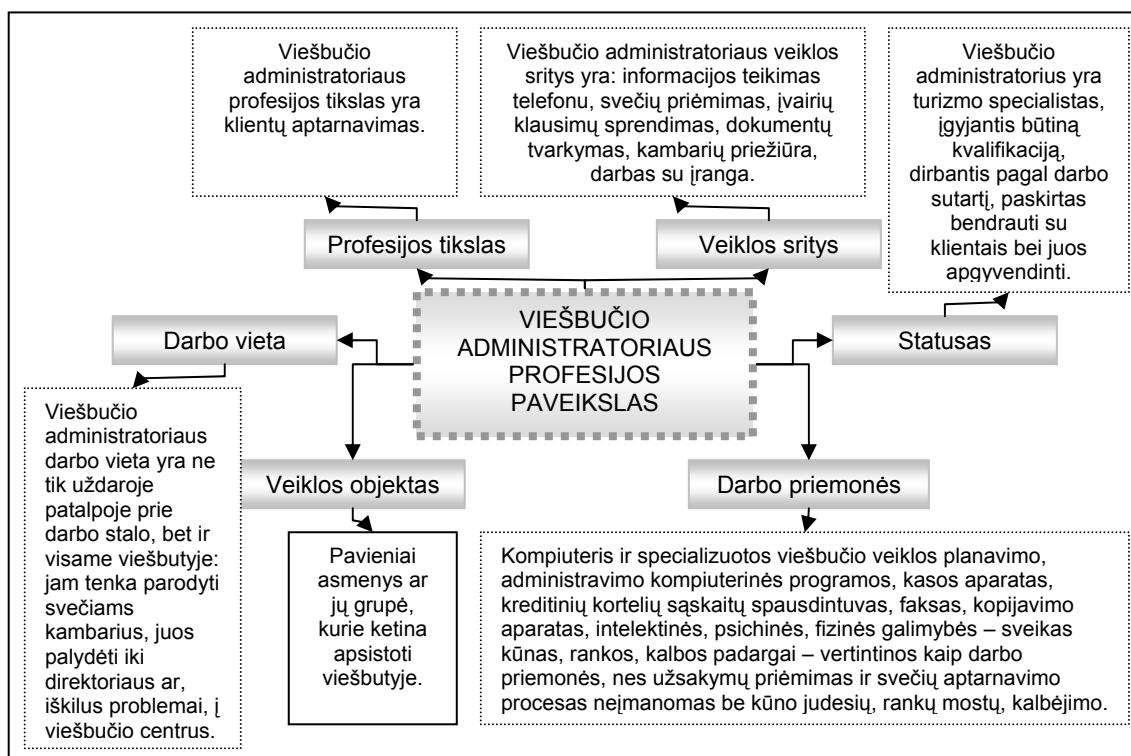 Viešbučio
administratoriaus
profesijos tikslas yra
klientų aptarnavimas.
Viešbučio administratoriaus veiklos
sritys yra: informacijos teikimas
telefonu, svečių priėmimas, įvairių
klausimų sprendimas, dokumentų
tvarkymas, kambarių priežiūra,
darbas su įranga.
Viešbučio
administratorius yra
turizmo specialistas,
įgyjantis būtiną
kvalifikaciją,
dirbantis pagal darbo
sutartį, paskirtas
bendrauti su
klientais bei juos
apgyvendinti.
Profesijos tikslas
Veiklos sritys
Darbo vieta
VIEŠBUČIO
ADMINISTRATORIAUS
PROFESIJOS
PAVEIKSLAS
Statusas
Viešbučio
administratoriaus
darbo vieta yra ne
tik uždaroje
patalpoje prie
darbo stalo, bet ir
visame viešbutyje:
jam tenka parodyti
svečiams
kambarius, juos
palydėti iki
direktoriaus ar,
iškilus problemai, į
viešbučio centrus.
Veiklos objektas
Darbo priemonės
Pavieniai
asmenys ar
jų grupė,
kurie ketina
apsistoti
viešbutyje.
Kompiuteris ir specializuotos viešbučio veiklos planavimo,
administravimo kompiuterinės programos, kasos aparatas,
kreditinių kortelių sąskaitų spausdintuvas, faksas, kopijavimo
aparatas, intelektinės, psichinės, fizinės galimybės – sveikas
kūnas, rankos, kalbos padargai – vertintinos kaip darbo
priemonės, nes užsakymų priėmimas ir svečių aptarnavimo
procesas neįmanomas be kūno judesių, rankų mostų, kalbėjimo.